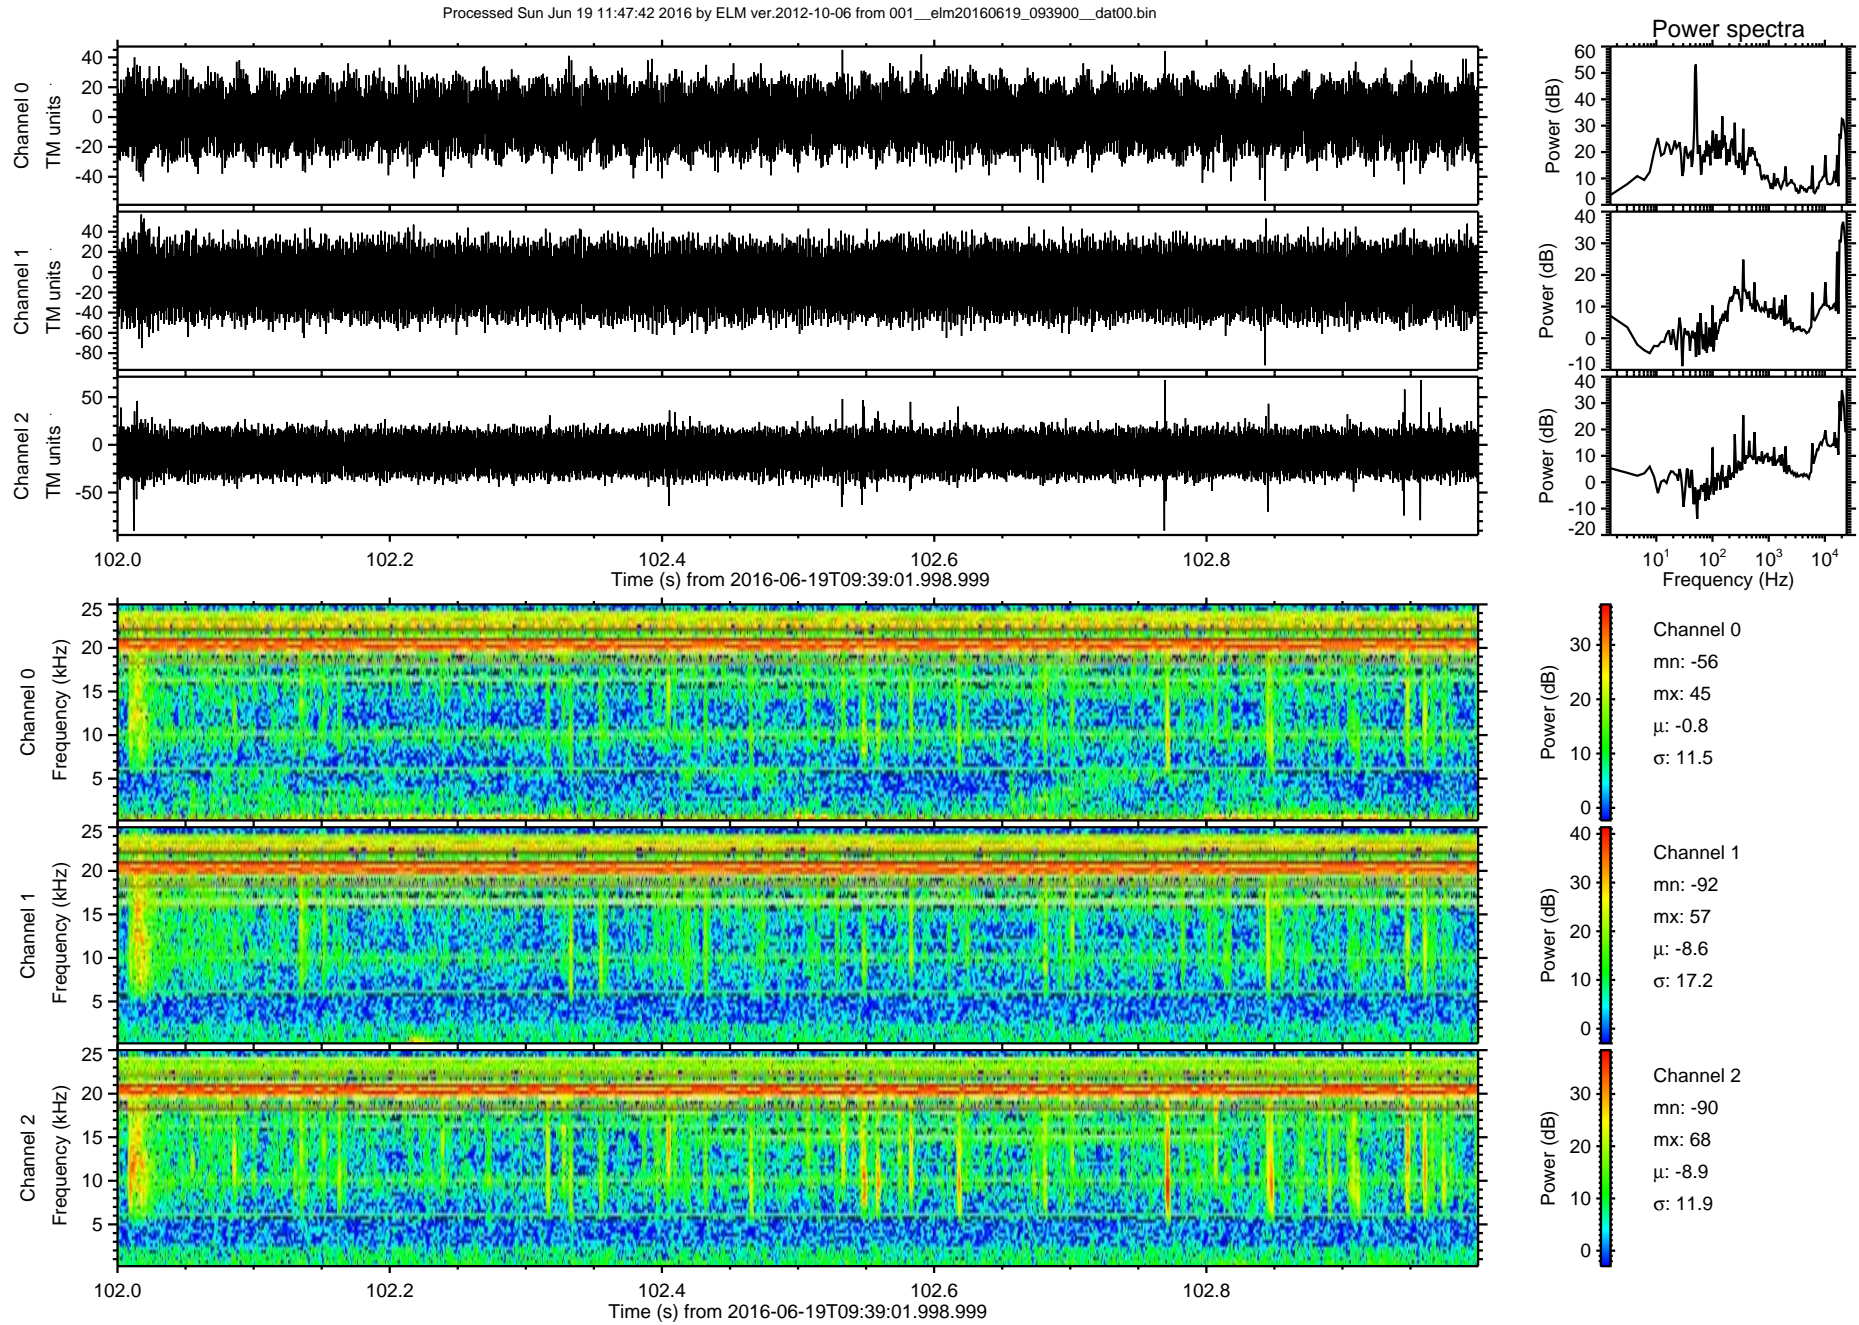 Processed Sun Jun 19 11:47:42 2016 by ELM ver.2012-10-06 from 001__elm20160619_093900__dat00.bin
Power spectra
Channel 0
TM units
40
20
0
-20
-40
Power (dB)
60
50
40
30
20
10
0
Channel 1
TM units
40
20
0
-20
-40
-60
-80
Power (dB)
40
30
20
10
0
-10
Channel 2
TM units
50
0
-50
Power (dB)
40
30
20
10
0
-10
-20
102.0 102.2 102.4 102.6 102.8
Time (s) from 2016-06-19T09:39:01.998.999
10^1 10^2 10^3 10^4
Frequency (Hz)
Channel 0
Frequency (kHz)
25
20
15
10
5
Power (dB)
30
20
10
0
Channel 0
mn: -56
mx: 45
μ: -0.8
σ: 11.5
Channel 1
Frequency (kHz)
25
20
15
10
5
Power (dB)
40
30
20
10
0
Channel 1
mn: -92
mx: 57
μ: -8.6
σ: 17.2
Channel 2
Frequency (kHz)
25
20
15
10
5
Power (dB)
30
20
10
0
Channel 2
mn: -90
mx: 68
μ: -8.9
σ: 11.9
102.0 102.2 102.4 102.6 102.8
Time (s) from 2016-06-19T09:39:01.998.999